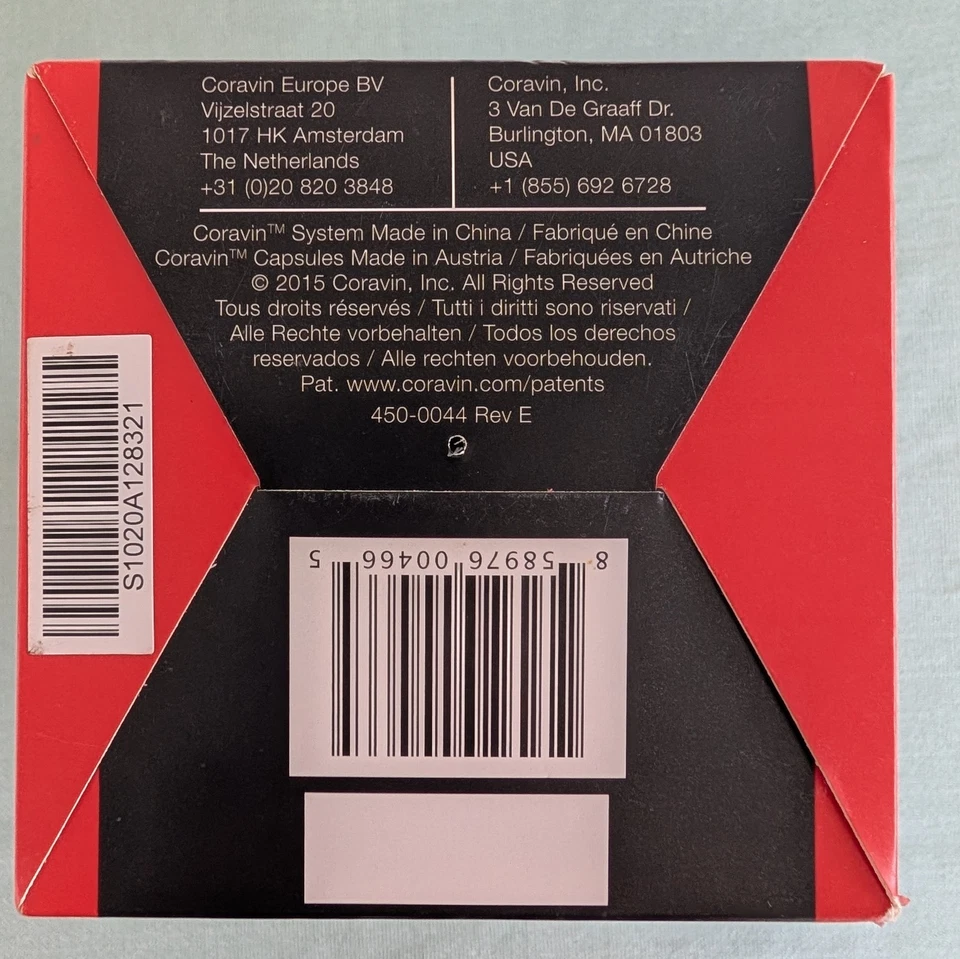 Coravin Europe BV
Vijzelstraat 20
1017 HK Amsterdam
The Netherlands
+31 (0)20 820 3848
Coravin, Inc.
3 Van De Graaff Dr.
Burlington, MA 01803
USA
+1 (855) 692 6728
Coravin™ System Made in China / Fabriqué en Chine
Coravin™ Capsules Made in Austria / Fabriquées en Autriche
© 2015 Coravin, Inc. All Rights Reserved
Tous droits réservés / Tutti i diritti sono riservati /
Alle Rechte vorbehalten / Todos los derechos
reservados / Alle rechten voorbehouden.
Pat. www.coravin.com/patents
450-0044 Rev E
S1020A128321
8 58976 00466 5